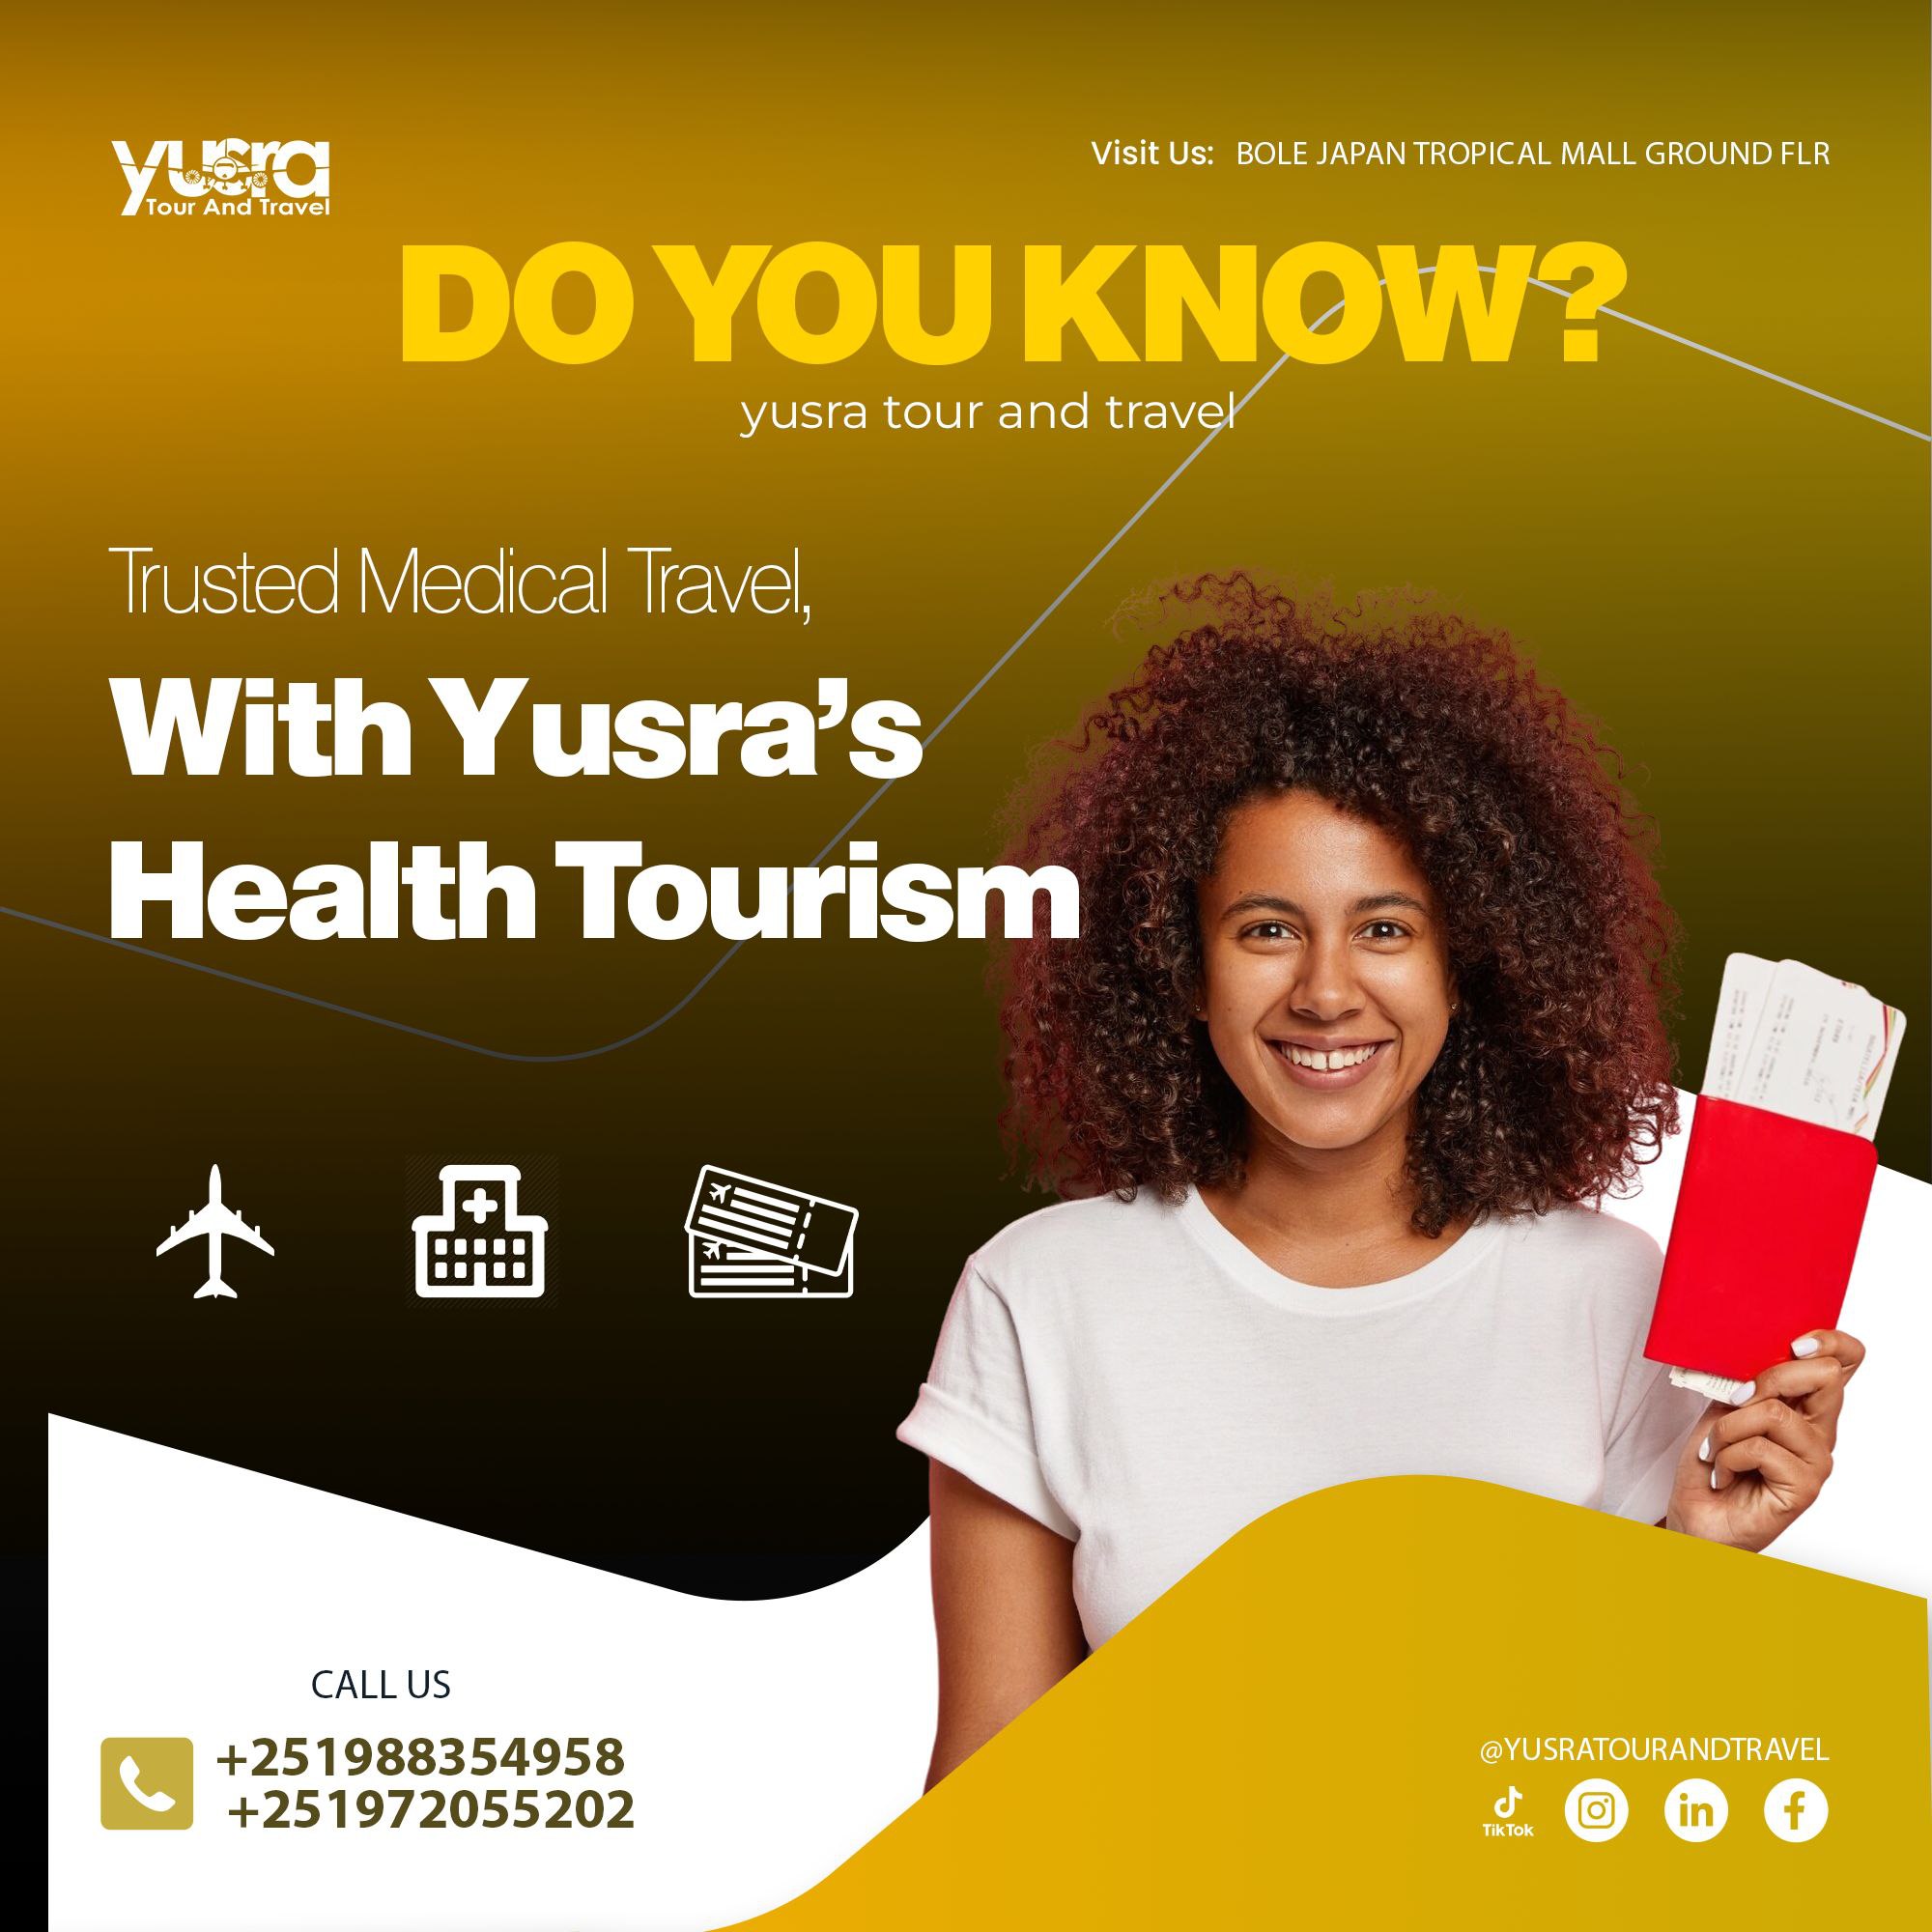 yusra
Tour And Travel
Visit Us: BOLE JAPAN TROPICAL MALL GROUND FLR
DO YOU KNOW?
yusra tour and travel
Trusted Medical Travel,
With Yusra’s
Health Tourism
CALL US
+251988354958
+251972055202
@YUSRATOURANDTRAVEL
TikTok
in
f